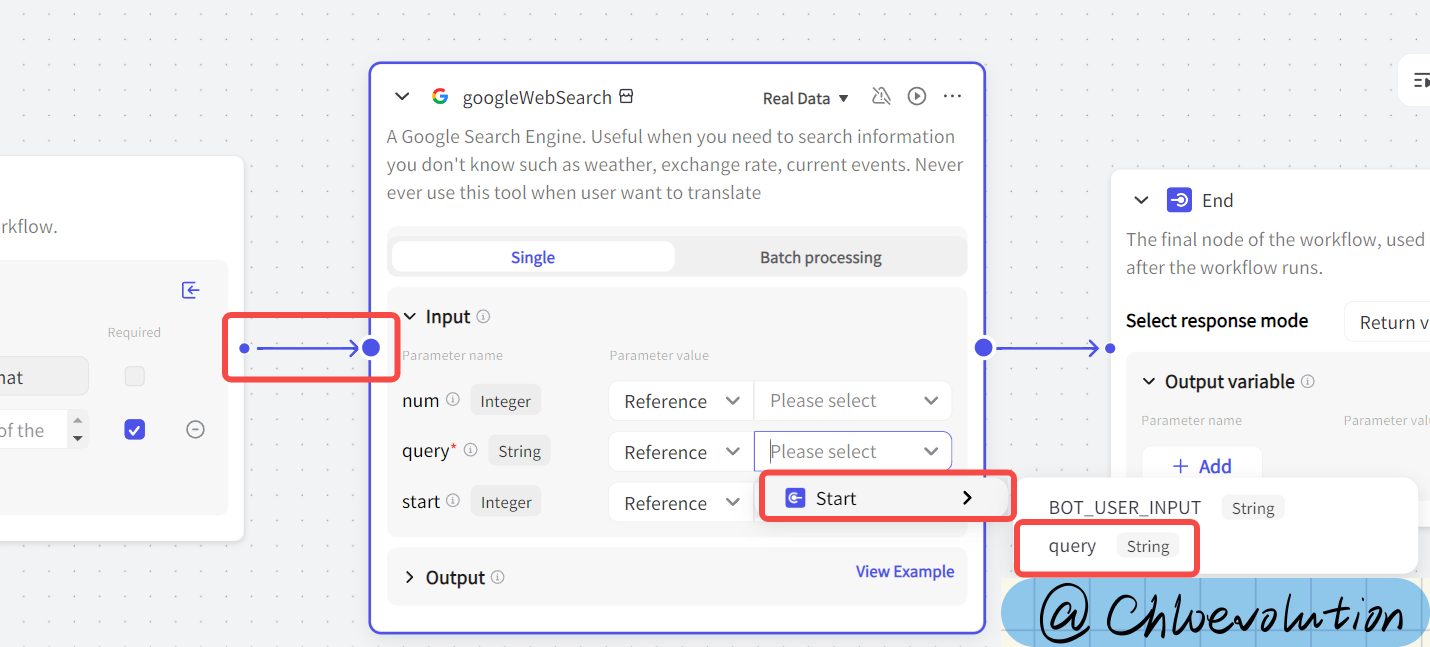 googleWebSearch
Real Data
A Google Search Engine. Useful when you need to search information
you don't know such as weather, exchange rate, current events. Never
ever use this tool when user want to translate
rkflow.
Single
Batch processing
Required
nat
of the
Input
Parameter name
Parameter value
num
Integer
Reference
Please select
query*
String
Reference
Please select
start
Integer
Reference
Start
BOT_USER_INPUT
String
query
String
Output
View Example
End
The final node of the workflow, used
after the workflow runs.
Select response mode
Return v
Output variable
Parameter name
Parameter valu
+ Add
@ Chloevolution